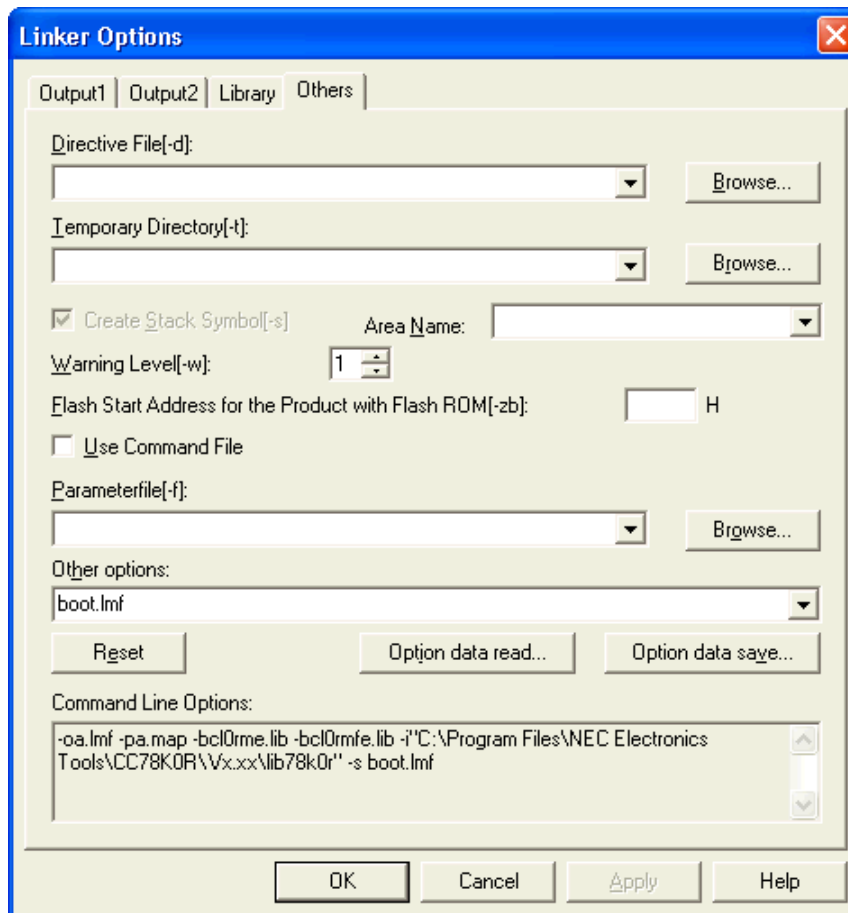 Linker Options
Output1 Output2 Library Others
Directive File[-d]:
Browse...
Temporary Directory[-t]:
Browse...
Create Stack Symbol[-s] Area Name:
Warning Level[-w]: 1
Flash Start Address for the Product with Flash ROM[-zb]: H
Use Command File
Parameterfile[-f]:
Browse...
Other options:
boot.lmf
Reset Option data read... Option data save...
Command Line Options:
-oa.lmf -pa.map -bcl0rme.lib -bcl0rmfe.lib -i"C:\Program Files\NEC Electronics
Tools\CC78K0R\Vx.xx\lib78k0r" -s boot.lmf
OK Cancel Apply Help